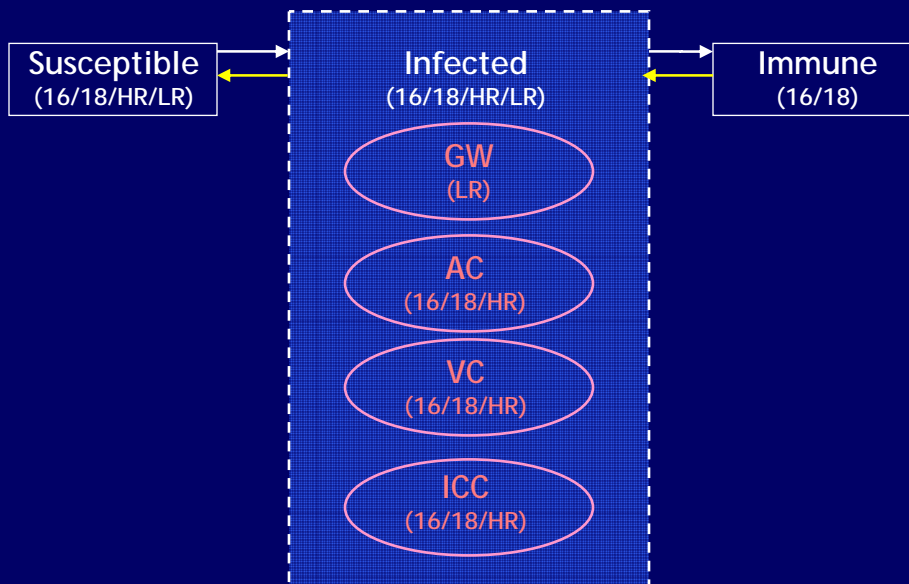 Susceptible
(16/18/HR/LR)
Infected
(16/18/HR/LR)
Immune
(16/18)
GW
(LR)
AC
(16/18/HR)
VC
(16/18/HR)
ICC
(16/18/HR)